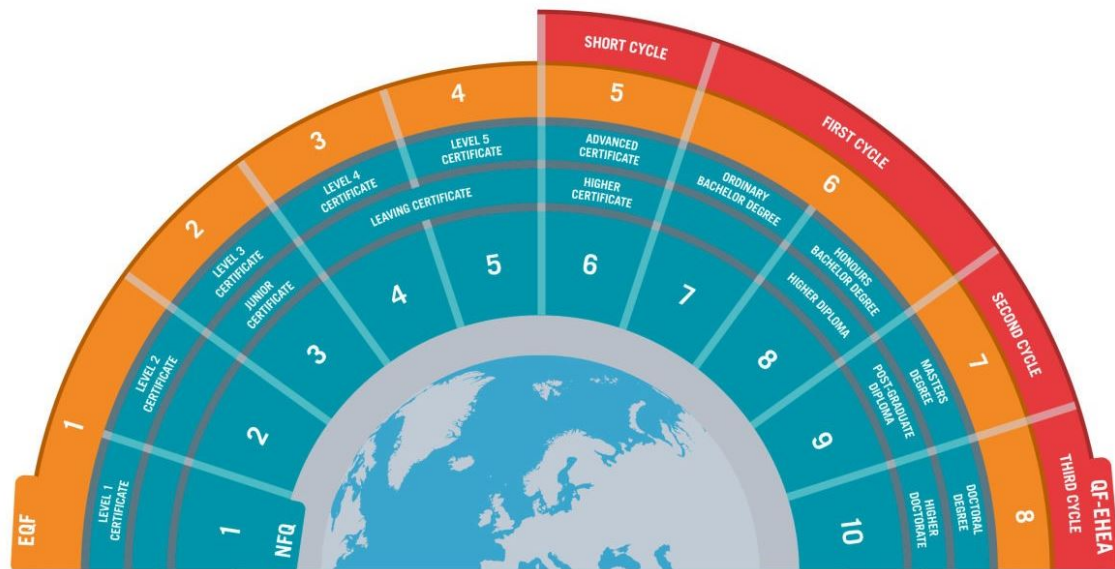 SHORT CYCLE
FIRST CYCLE
SECOND CYCLE
THIRD CYCLE
QF-EHEA
EQF
1
2
3
4
5
6
7
8
LEVEL 1
CERTIFICATE
LEVEL 2
CERTIFICATE
LEVEL 3
CERTIFICATE
LEVEL 4
CERTIFICATE
LEVEL 5
CERTIFICATE
ADVANCED
CERTIFICATE
ORDINARY
BACHELOR DEGREE
HONOURS
BACHELOR DEGREE
MASTERS
DEGREE
DOCTORAL
DEGREE
JUNIOR
CERTIFICATE
LEAVING CERTIFICATE
HIGHER
CERTIFICATE
HIGHER DIPLOMA
POST-GRADUATE
DIPLOMA
HIGHER
DOCTORATE
NFQ
1
2
3
4
5
6
7
8
9
10